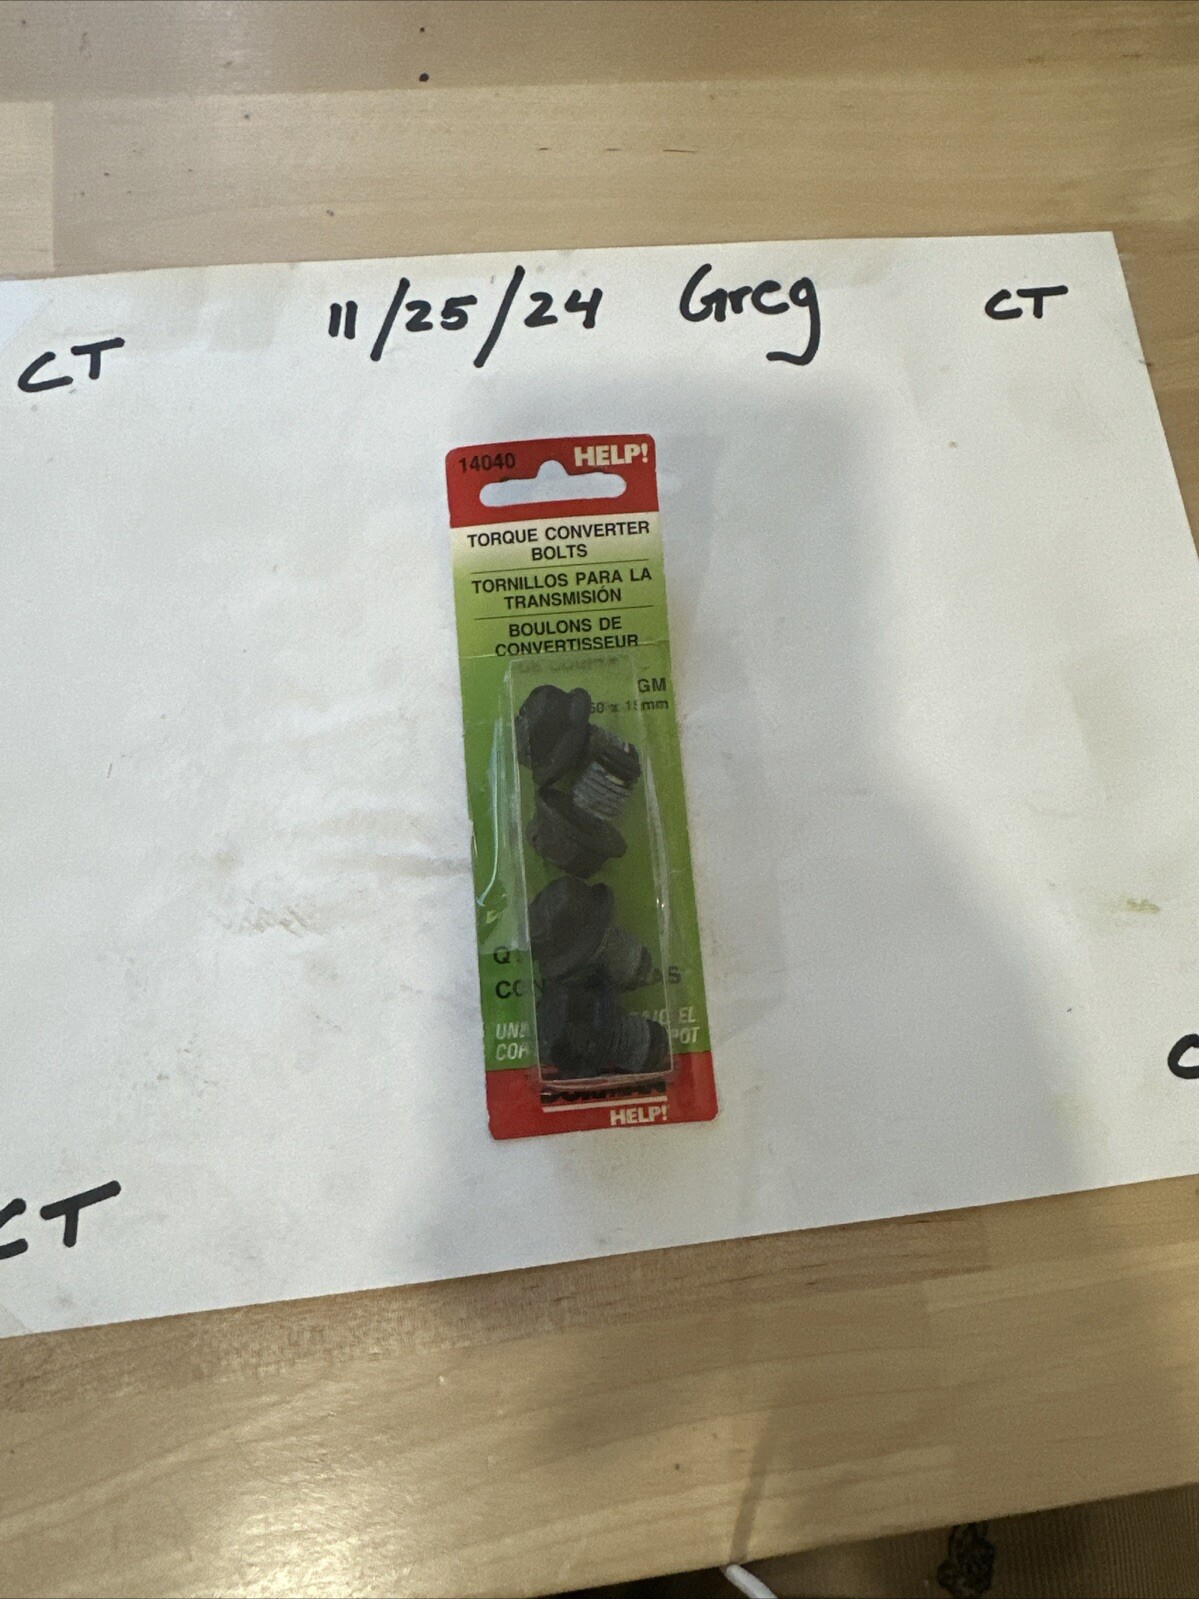 11/25/24 Greg
CT
CT
14040 HELP!
TORQUE CONVERTER
BOLTS
TORNILLOS PARA LA
TRANSMISIÓN
BOULONS DE
CONVERTISSEUR
GM
15mm
HELP!
CT